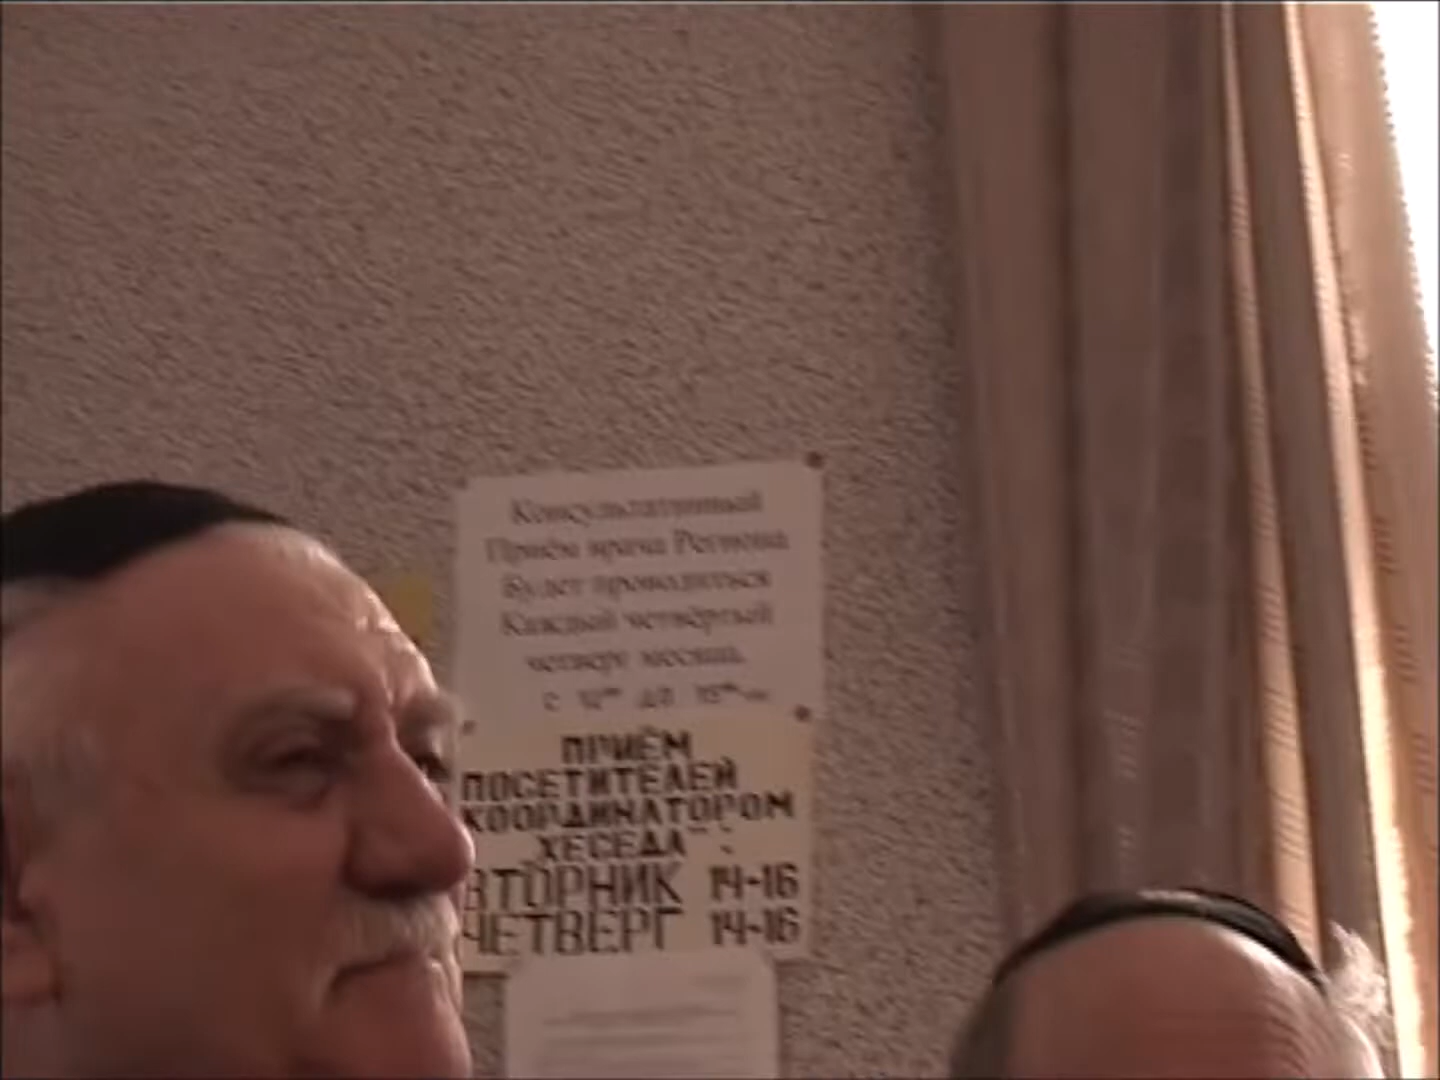 Консультативный
Приём врача Региона
Будет проводиться
Каждый четвёртый
четверг месяца.
ПРИЁМ
ПОСЕТИТЕЛЕЙ
КООРДИНАТОРОМ
ХЕСЕДА":
ВТОРНИК 14-16
ЧЕТВЕРГ 14-16